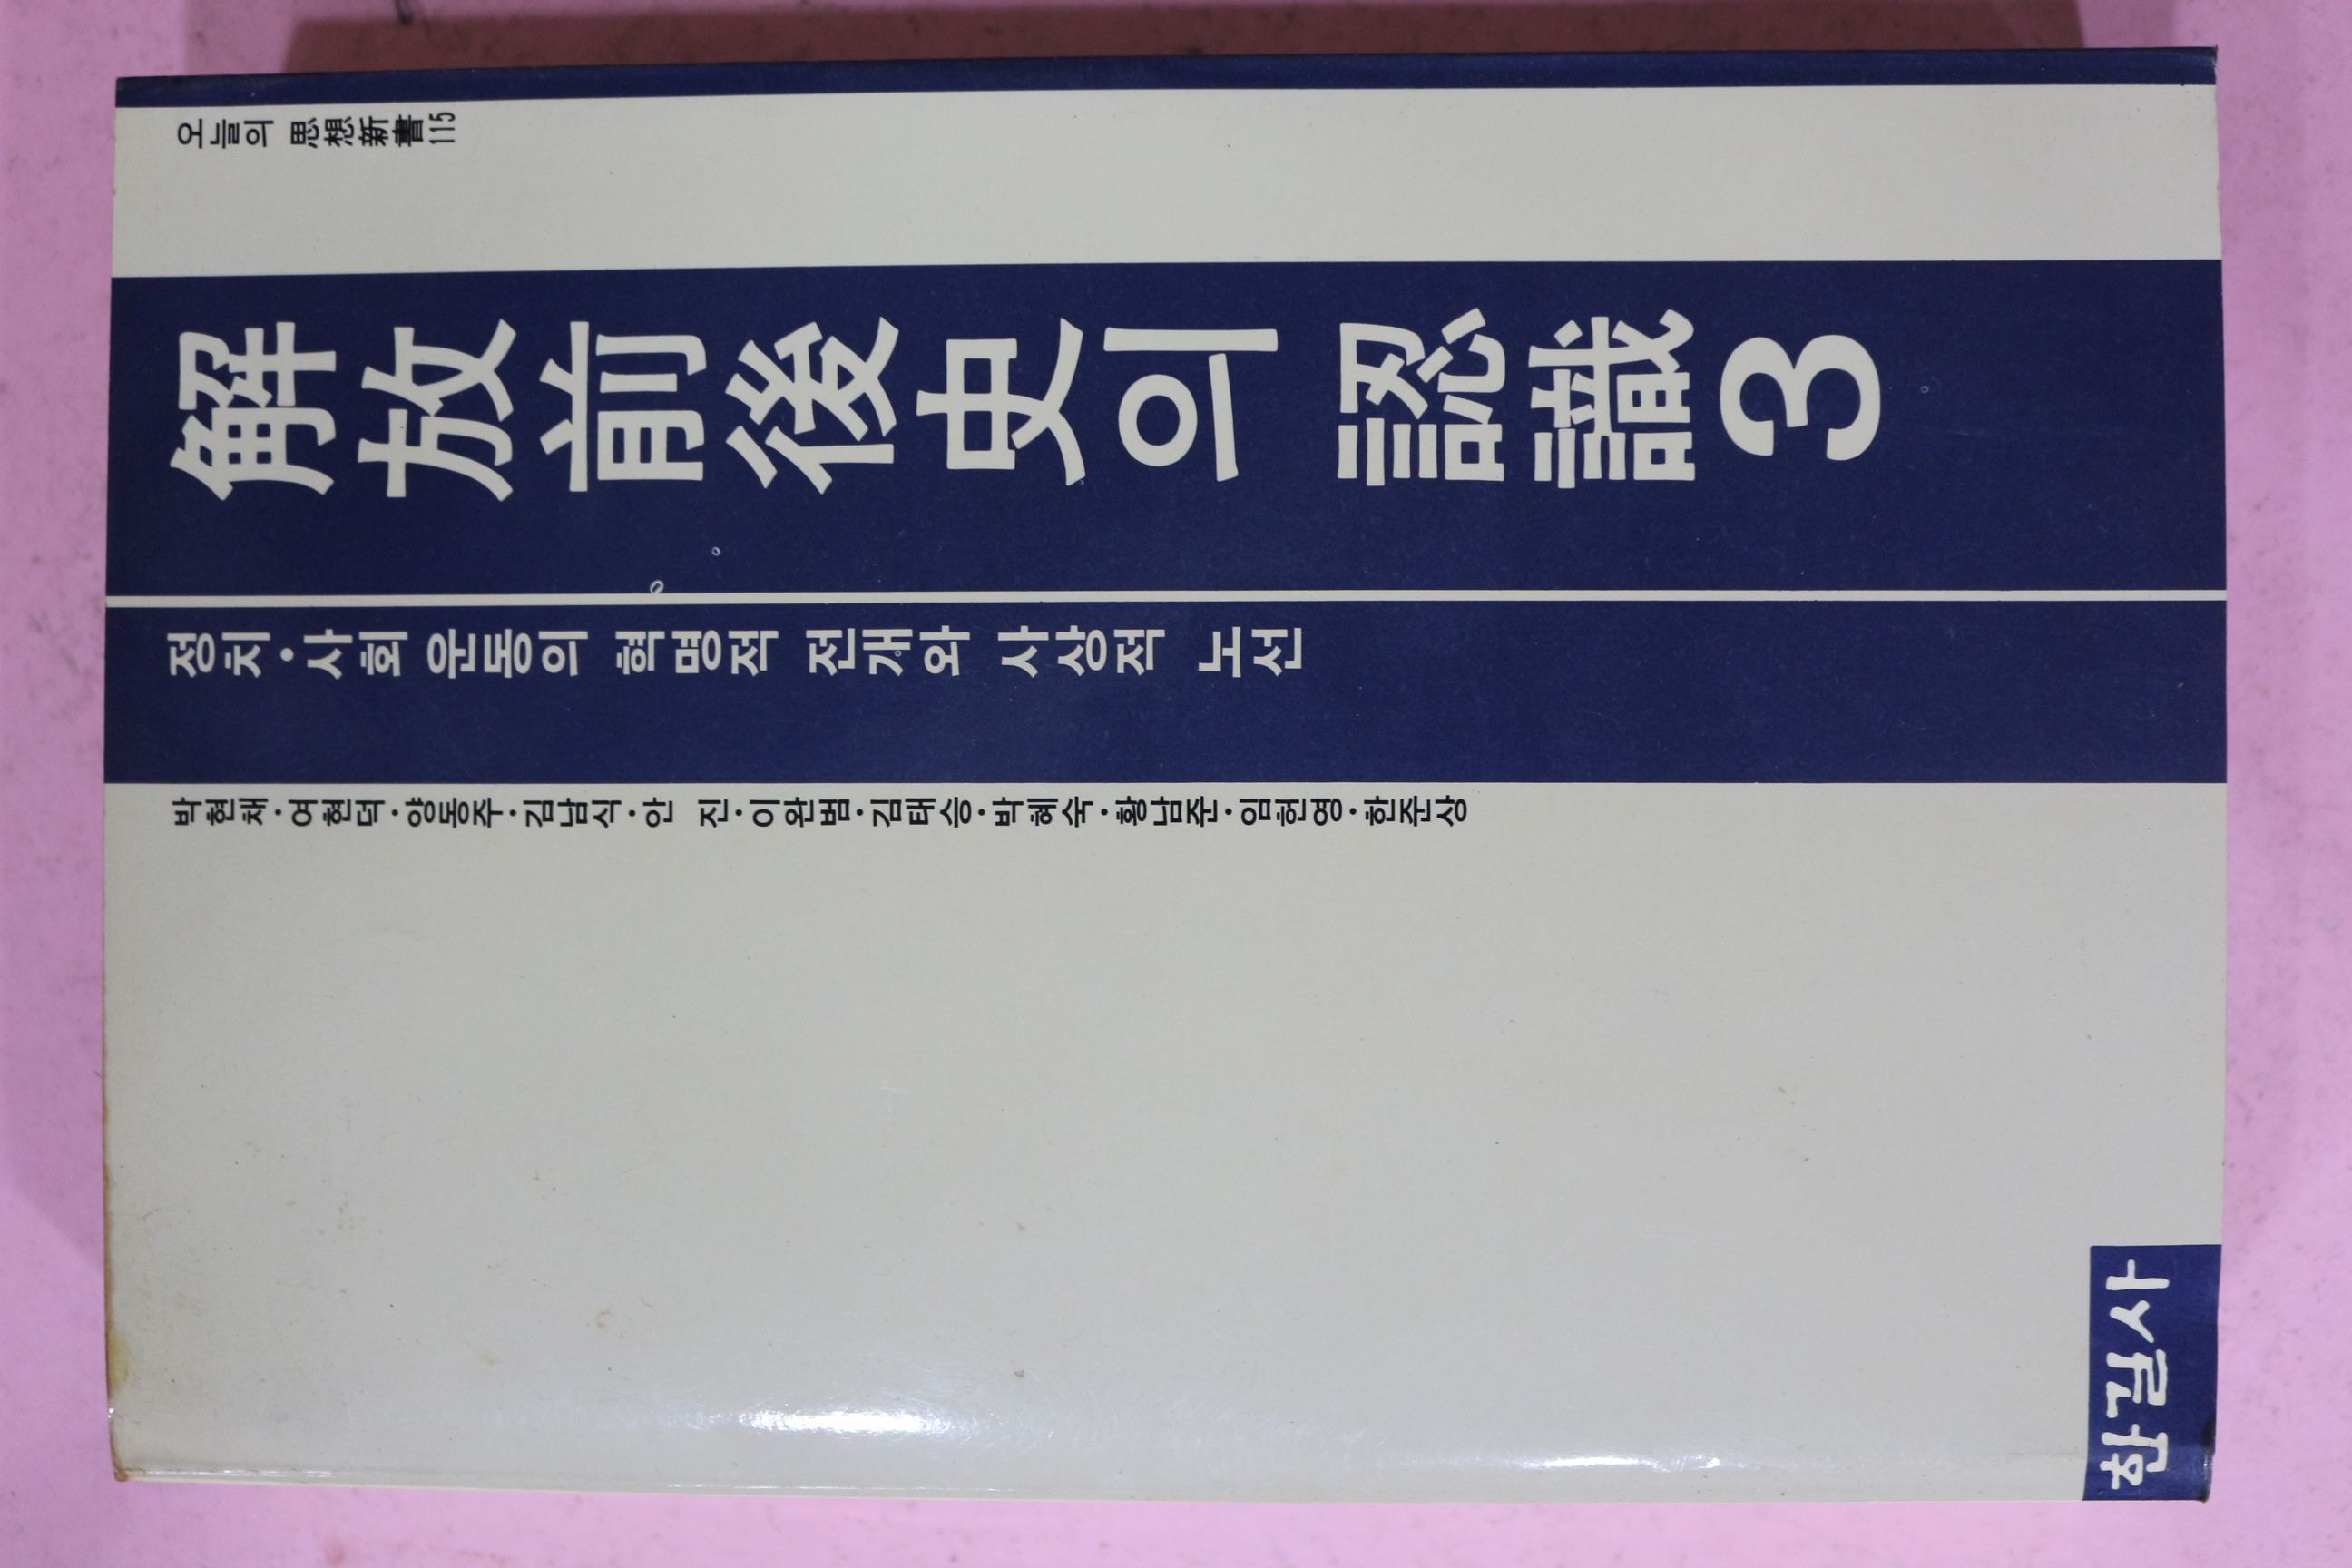 오늘의 思想新書115
解放前後史의 認識3
정치·사회 운동의 혁명적 전개와 사상적 노선
박현채·여현덕·양동주·김남식·안 진·이완범·김태승·박혜숙·황남준·임헌영·한준상
한길사